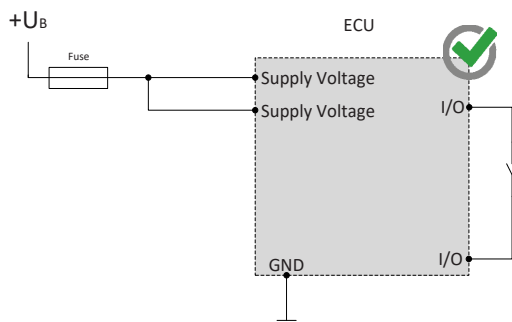 +UB
ECU
Fuse
Supply Voltage
Supply Voltage
I/O
I/O
GND